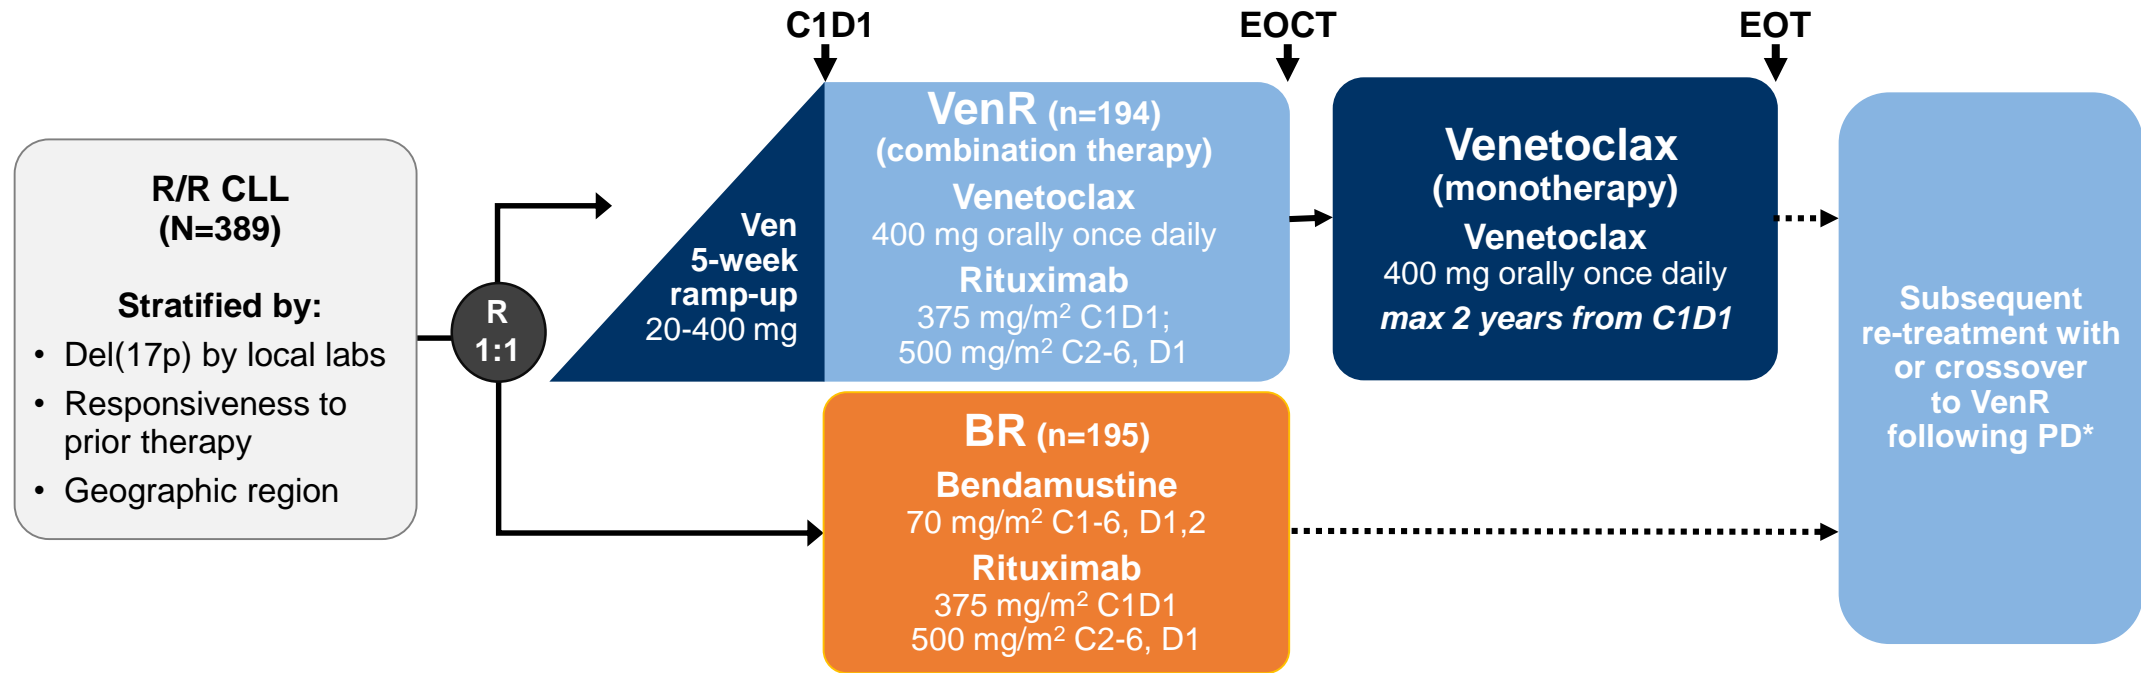 C1D1
EOCT
EOT
R/R CLL
(N=389)
Stratified by:
• Del(17p) by local labs
• Responsiveness to
prior therapy
• Geographic region
R
1:1
Ven
5-week
ramp-up
20-400 mg
VenR (n=194)
(combination therapy)
Venetoclax
400 mg orally once daily
Rituximab
375 mg/m² C1D1;
500 mg/m² C2-6, D1
Venetoclax
(monotherapy)
Venetoclax
400 mg orally once daily
max 2 years from C1D1
BR (n=195)
Bendamustine
70 mg/m² C1-6, D1,2
Rituximab
375 mg/m² C1D1
500 mg/m² C2-6, D1
Subsequent
re-treatment with
or crossover
to VenR
following PD*